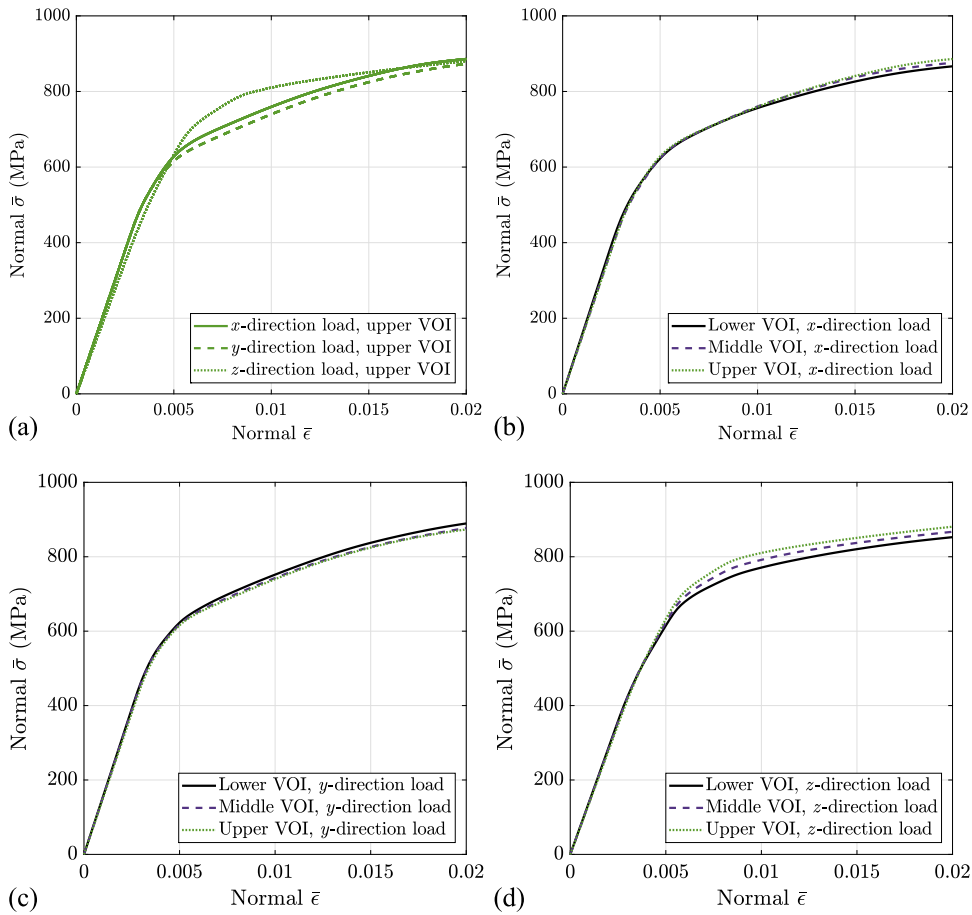 1000
800
600
400
200
0
Normal σ̄ (MPa)
x-direction load, upper VOI
y-direction load, upper VOI
z-direction load, upper VOI
0 0.005 0.01 0.015 0.02
Normal ε̄
(a)
1000
800
600
400
200
0
Normal σ̄ (MPa)
Lower VOI, x-direction load
Middle VOI, x-direction load
Upper VOI, x-direction load
0 0.005 0.01 0.015 0.02
Normal ε̄
(b)
1000
800
600
400
200
0
Normal σ̄ (MPa)
Lower VOI, y-direction load
Middle VOI, y-direction load
Upper VOI, y-direction load
0 0.005 0.01 0.015 0.02
Normal ε̄
(c)
1000
800
600
400
200
0
Normal σ̄ (MPa)
Lower VOI, z-direction load
Middle VOI, z-direction load
Upper VOI, z-direction load
0 0.005 0.01 0.015 0.02
Normal ε̄
(d)